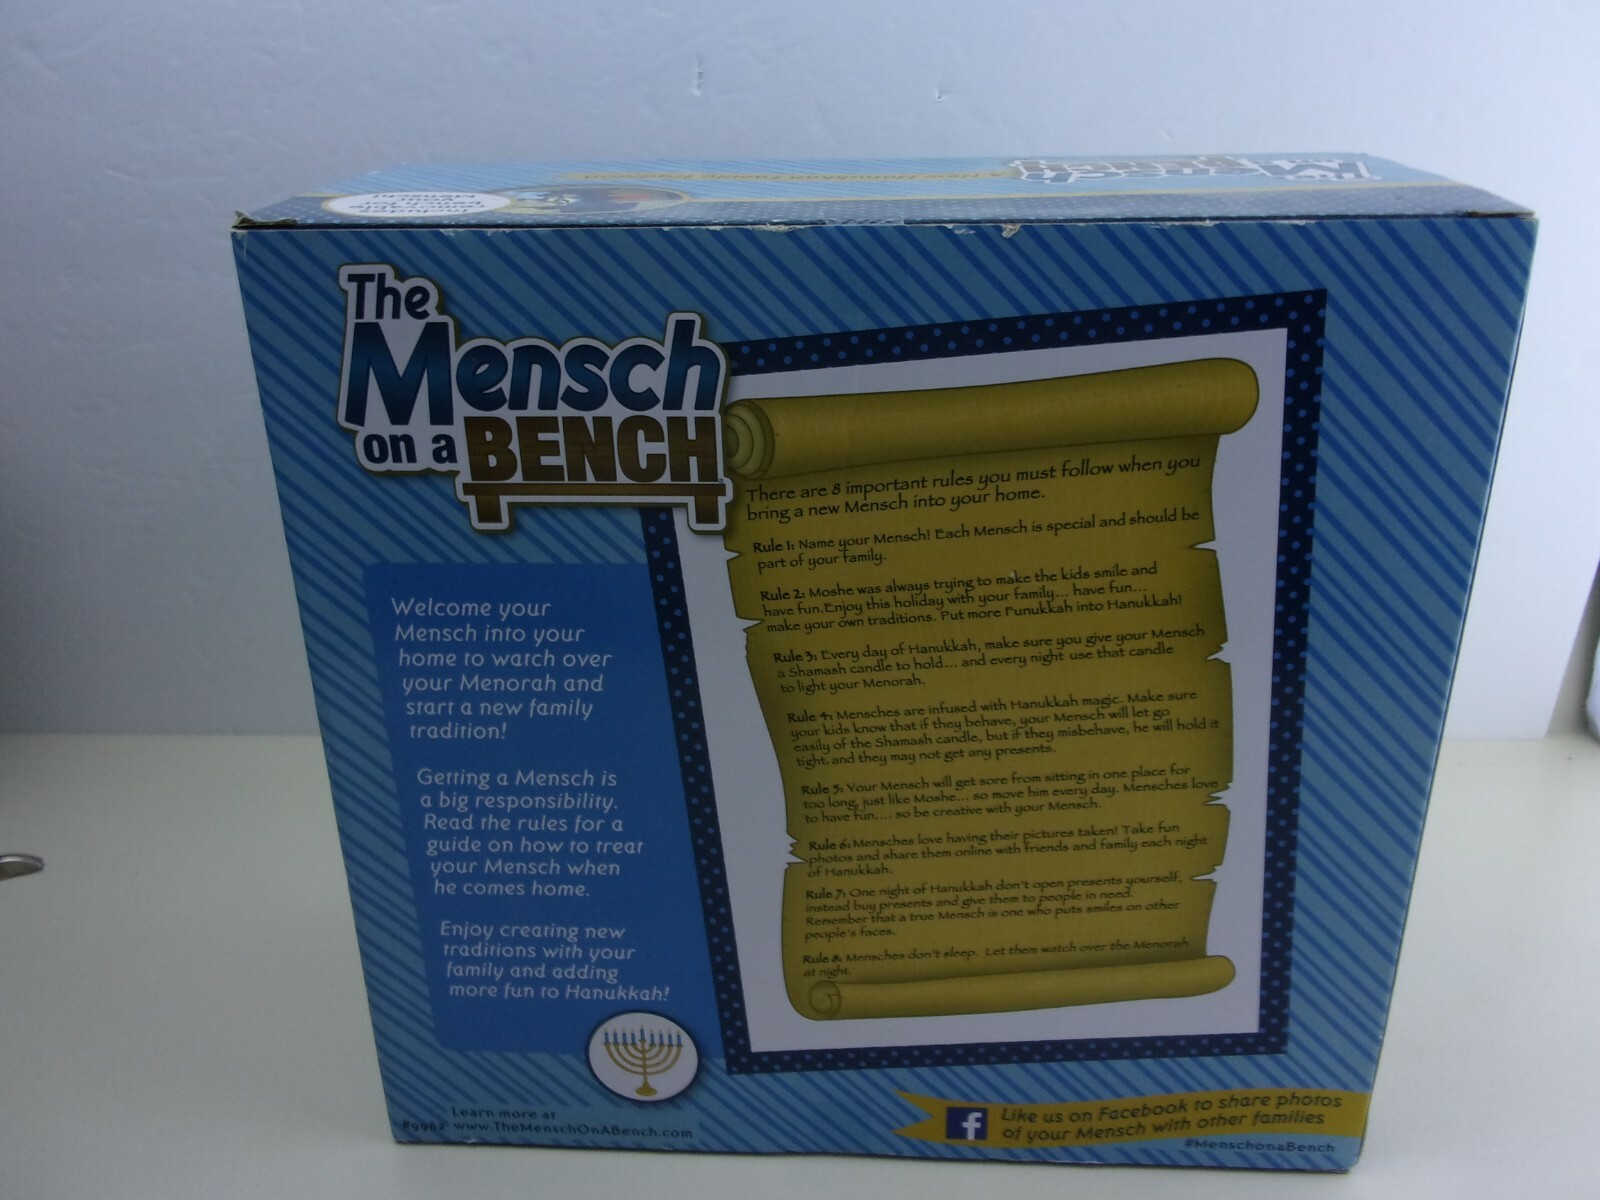 The Mensch on a BENCH
A New Hanukkah Family Tradition
Includes
removable
bench for
your
Mensch!
The
Mensch
on a BENCH
Welcome your
Mensch into your
home to watch over
your Menorah and
start a new family
tradition!
Getting a Mensch is
a big responsibility.
Read the rules for a
guide on how to treat
your Mensch when
he comes home.
Enjoy creating new
traditions with your
family and adding
more fun to Hanukkah!
There are 8 important rules you must follow when you
bring a new Mensch into your home.
Rule 1: Name your Mensch! Each Mensch is special and should be
part of your family.
Rule 2: Moshe was always trying to make the kids smile and
have fun.Enjoy this holiday with your family... have fun...
make your own traditions. Put more Funukkah into Hanukkah!
Rule 3: Every day of Hanukkah, make sure you give your Mensch
a Shamash candle to hold... and every night use that candle
to light your Menorah.
Rule 4: Mensches are infused with Hanukkah magic. Make sure
your kids know that if they behave, your Mensch will let go
easily of the Shamash candle, but if they misbehave, he will hold it
tight and they may not get any presents.
Rule 5: Your Mensch will get sore from sitting in one place for
too long, just like Moshe... so move him every day. Mensches love
to have fun.... so be creative with your Mensch.
Rule 6: Mensches love having their pictures taken! Take fun
photos and share them online with friends and family each night
of Hanukkah.
Rule 7: One night of Hanukkah don't open presents yourself,
instead buy presents and give them to people in need.
Remember that a true Mensch is one who puts smiles on other
people's faces.
Rule 8: Mensches don't sleep. Let them watch over the Menorah
at night.
Learn more at
#9962 www.TheMenschOnABench.com
f Like us on Facebook to share photos
of your Mensch with other families
#MenschonaBench